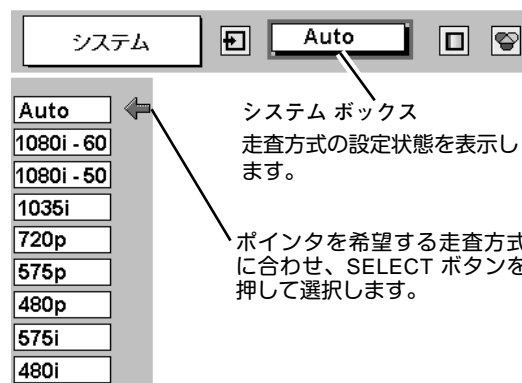 システム
Auto
Auto
1080i - 60
1080i - 50
1035i
720p
575p
480p
575i
480i
システム ボックス
走査方式の設定状態を表示し
ます。
ポインタを希望する走査方式
に合わせ、SELECT ボタンを
押して選択します。